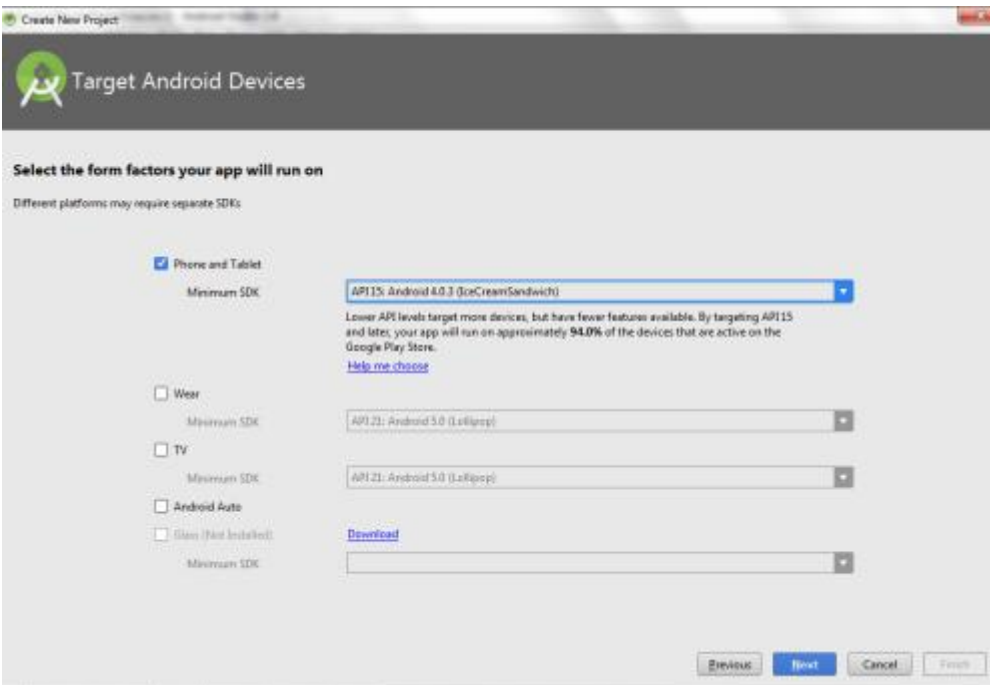 Create New Project
Target Android Devices
Select the form factors your app will run on
Different platforms may require separate SDKs
Phone and Tablet
Minimum SDK
API 15: Android 4.0.3 (IceCreamSandwich)
Lower API levels target more devices, but have fewer features available. By targeting API 15
and later, your app will run on approximately 94.0% of the devices that are active on the
Google Play Store.
Help me choose
Wear
Minimum SDK
API 21: Android 5.0 (Lollipop)
TV
Minimum SDK
API 21: Android 5.0 (Lollipop)
Android Auto
Glass (Not Installed)
Download
Minimum SDK
Previous
Next
Cancel
Finish